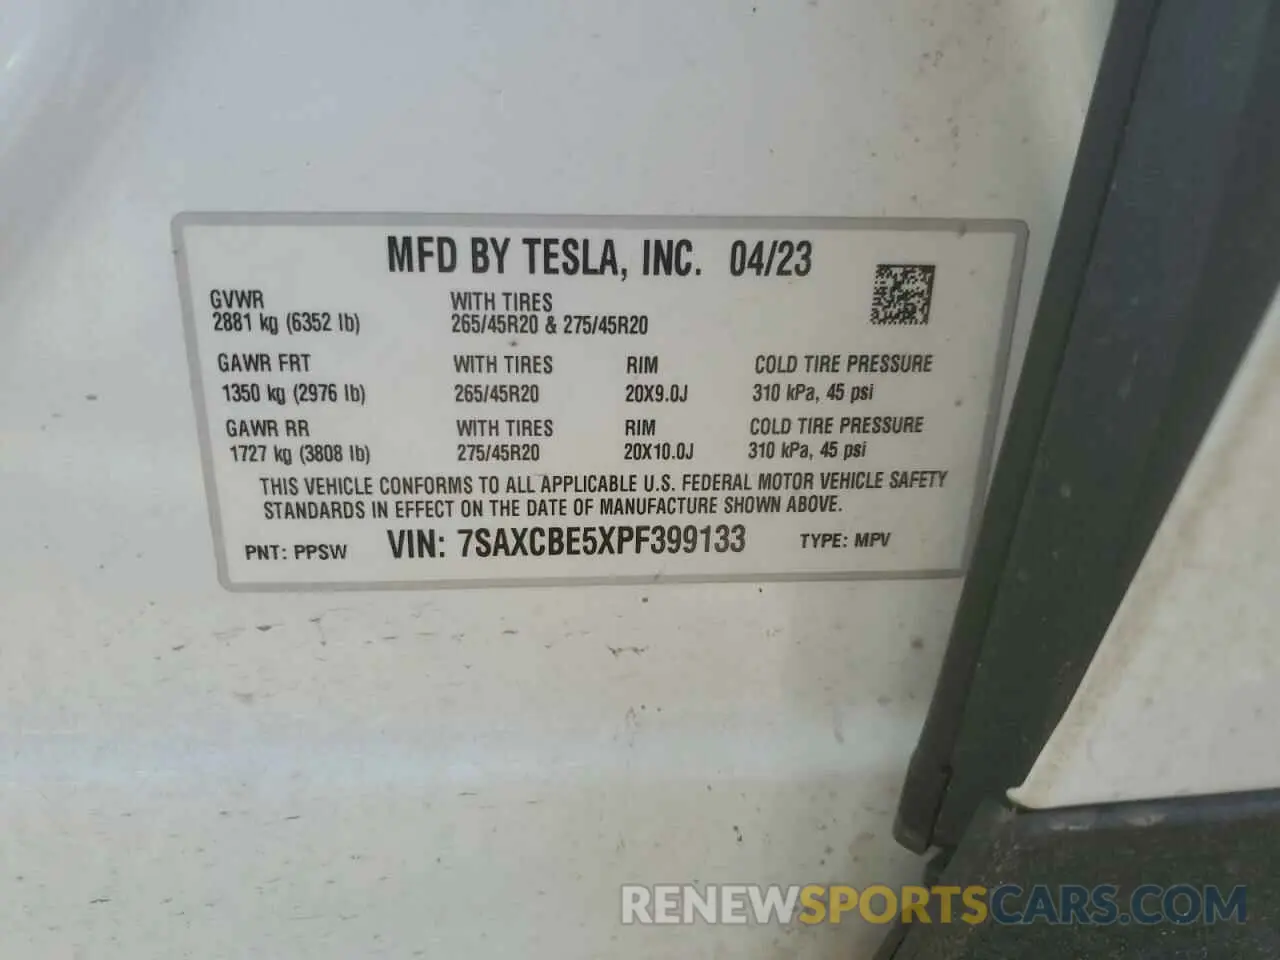 MFD BY TESLA, INC. 04/23
GVWR WITH TIRES
2881 kg (6352 lb) 265/45R20 & 275/45R20
GAWR FRT WITH TIRES RIM COLD TIRE PRESSURE
1350 kg (2976 lb) 265/45R20 20X9.0J 310 kPa, 45 psi
GAWR RR WITH TIRES RIM COLD TIRE PRESSURE
1727 kg (3808 lb) 275/45R20 20X10.0J 310 kPa, 45 psi
THIS VEHICLE CONFORMS TO ALL APPLICABLE U.S. FEDERAL MOTOR VEHICLE SAFETY
STANDARDS IN EFFECT ON THE DATE OF MANUFACTURE SHOWN ABOVE.
PNT: PPSW VIN: 7SAXCBE5XPF399133 TYPE: MPV
RENEWSPORTSCARS.COM